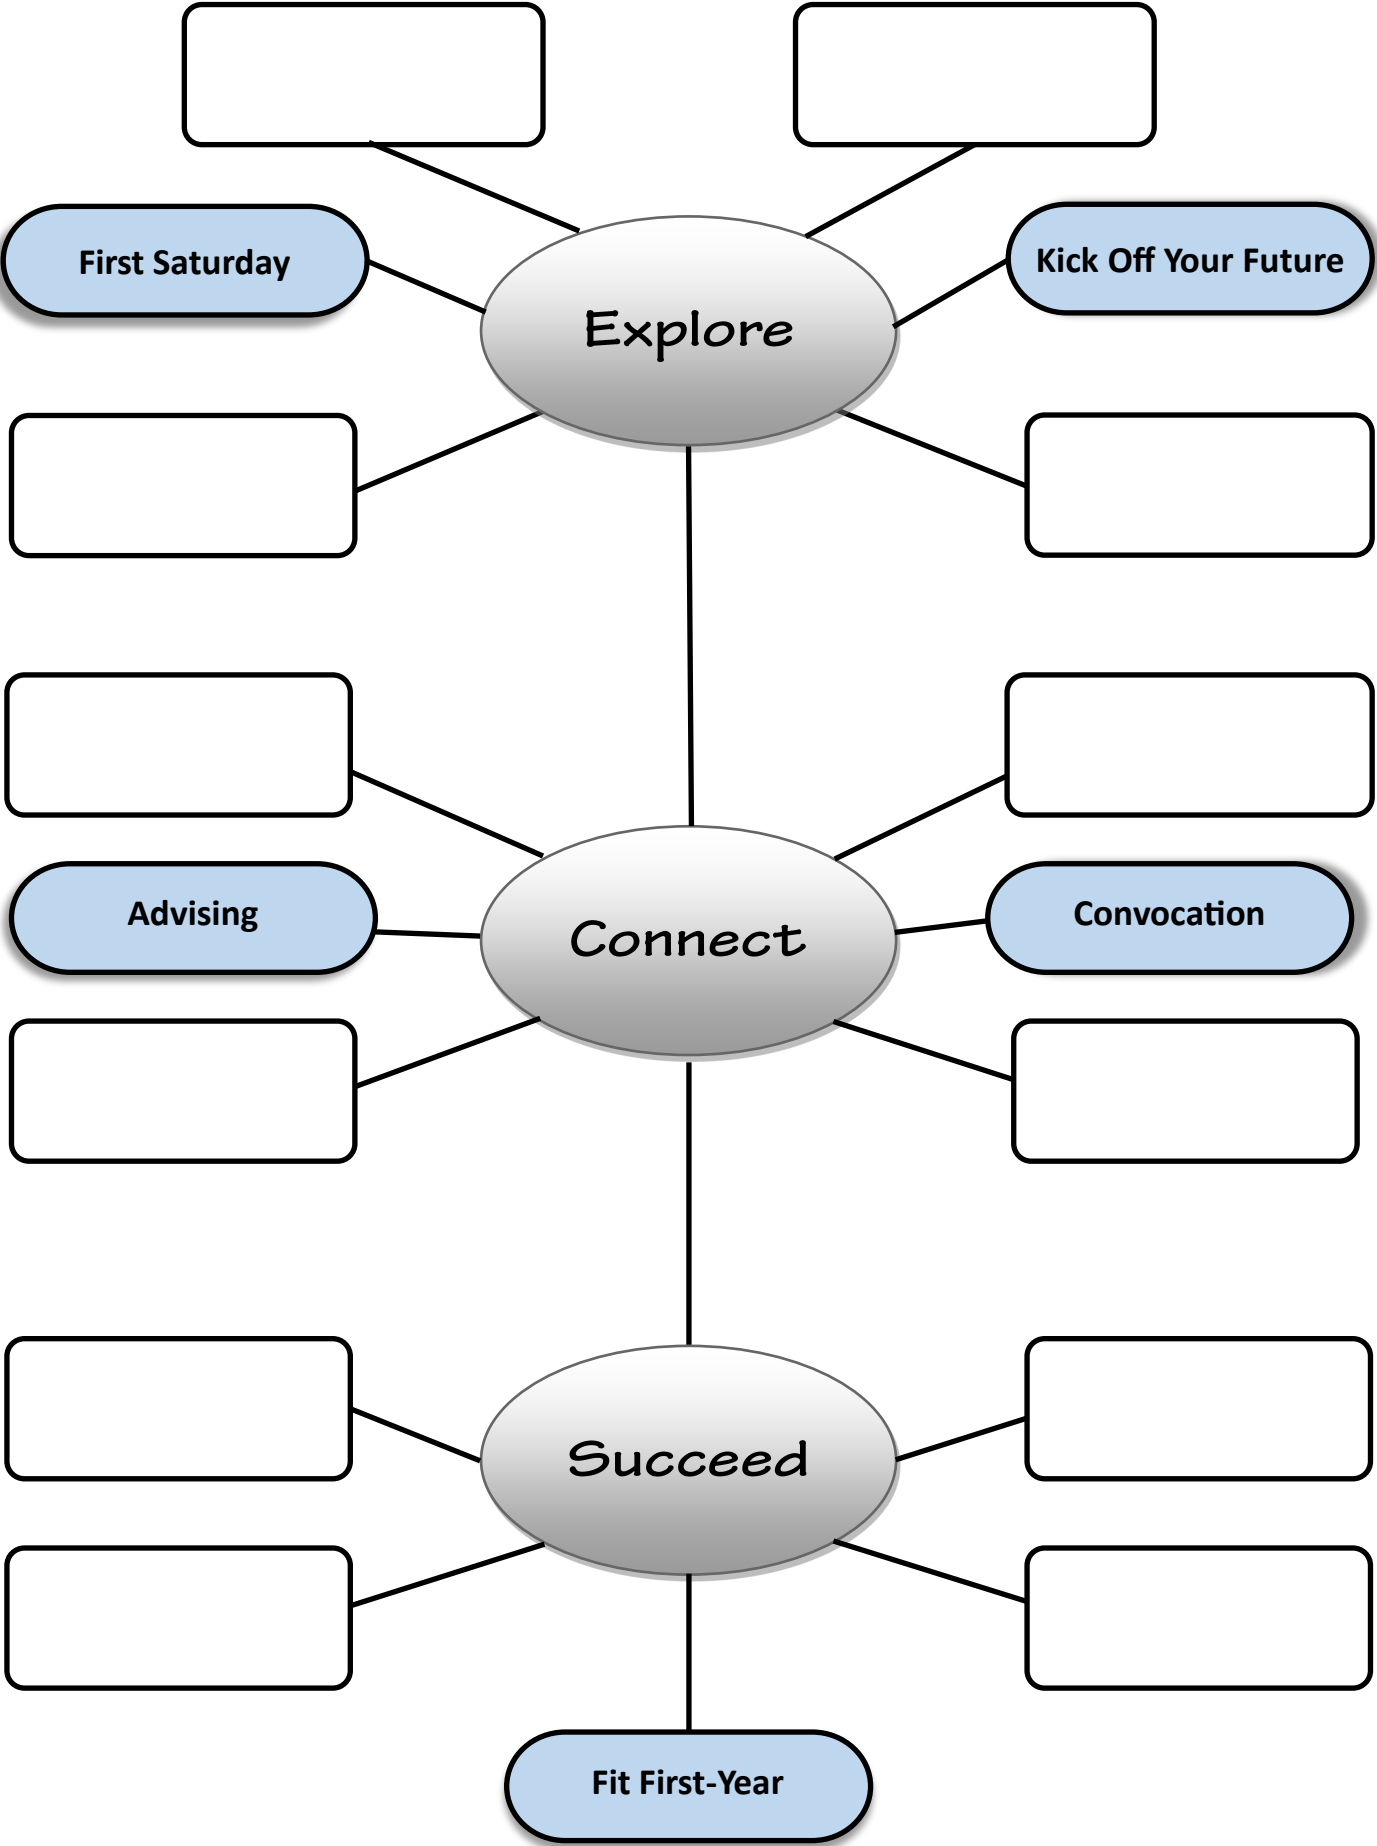 First Saturday
Kick Off Your Future
Explore
Advising
Convocation
Connect
Succeed
Fit First-Year